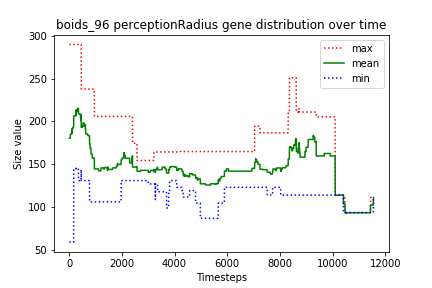 boids_96 perceptionRadius gene distribution over time
300
250
200
150
100
50
Size value
max
mean
min
0
2000
4000
6000
8000
10000
12000
Timesteps